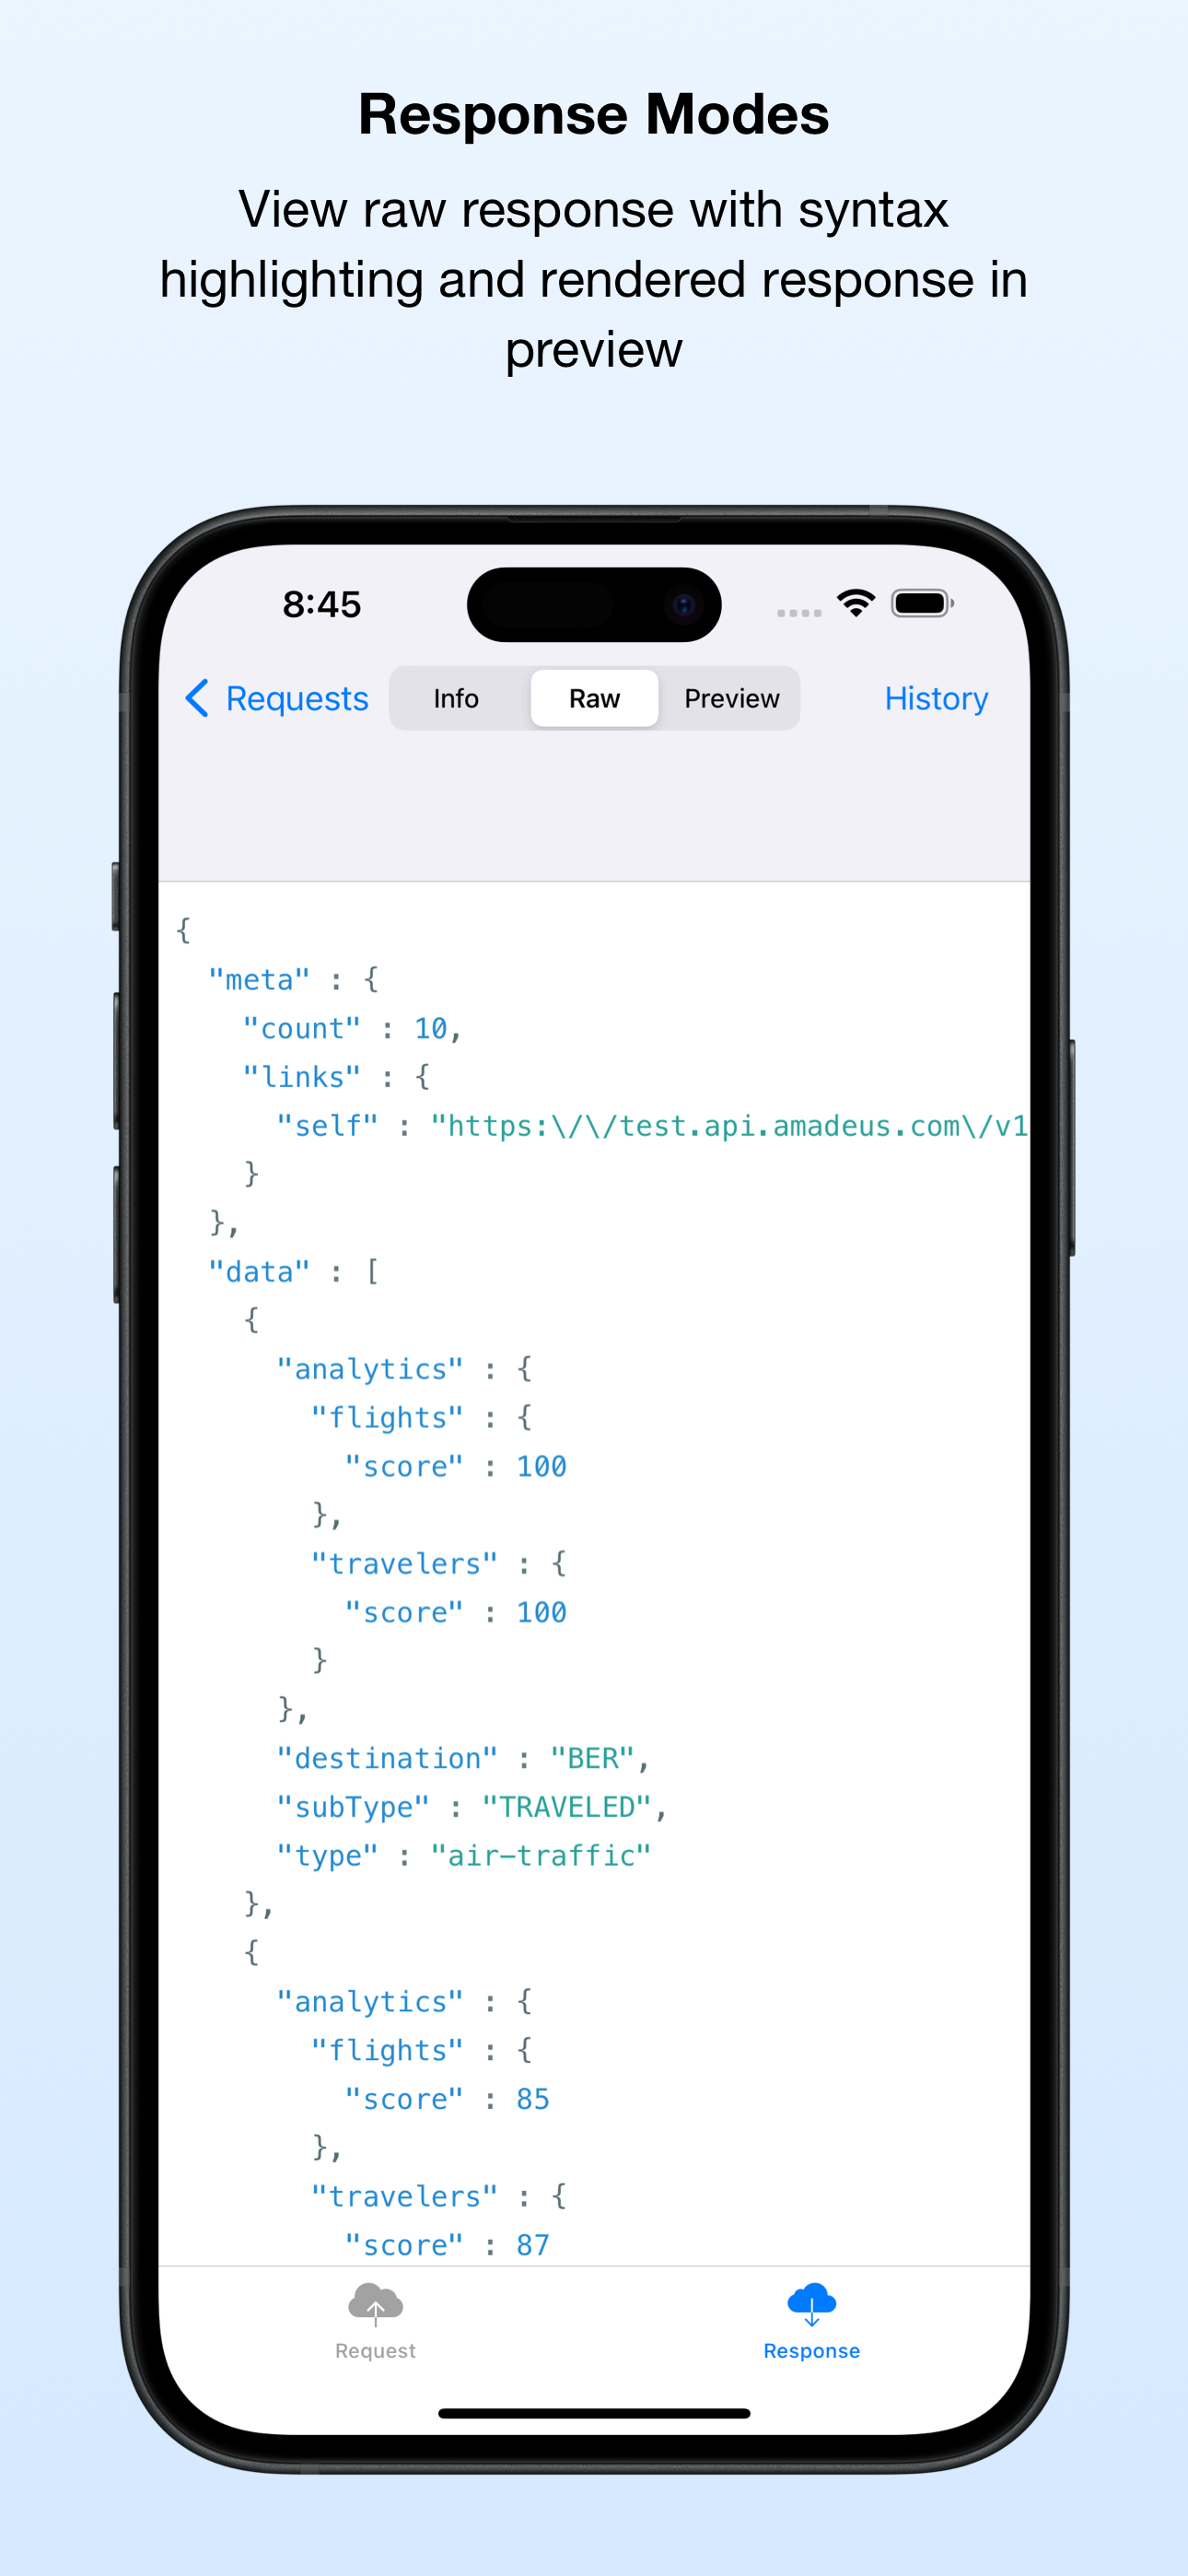 Response Modes
View raw response with syntax
highlighting and rendered response in
preview
8:45
Requests Info Raw Preview History
{
  "meta" : {
    "count" : 10,
    "links" : {
      "self" : "https:\/\/test.api.amadeus.com\/v1
    }
  },
  "data" : [
    {
      "analytics" : {
        "flights" : {
          "score" : 100
        },
        "travelers" : {
          "score" : 100
        }
      },
      "destination" : "BER",
      "subType" : "TRAVELED",
      "type" : "air-traffic"
    },
    {
      "analytics" : {
        "flights" : {
          "score" : 85
        },
        "travelers" : {
          "score" : 87
Request Response